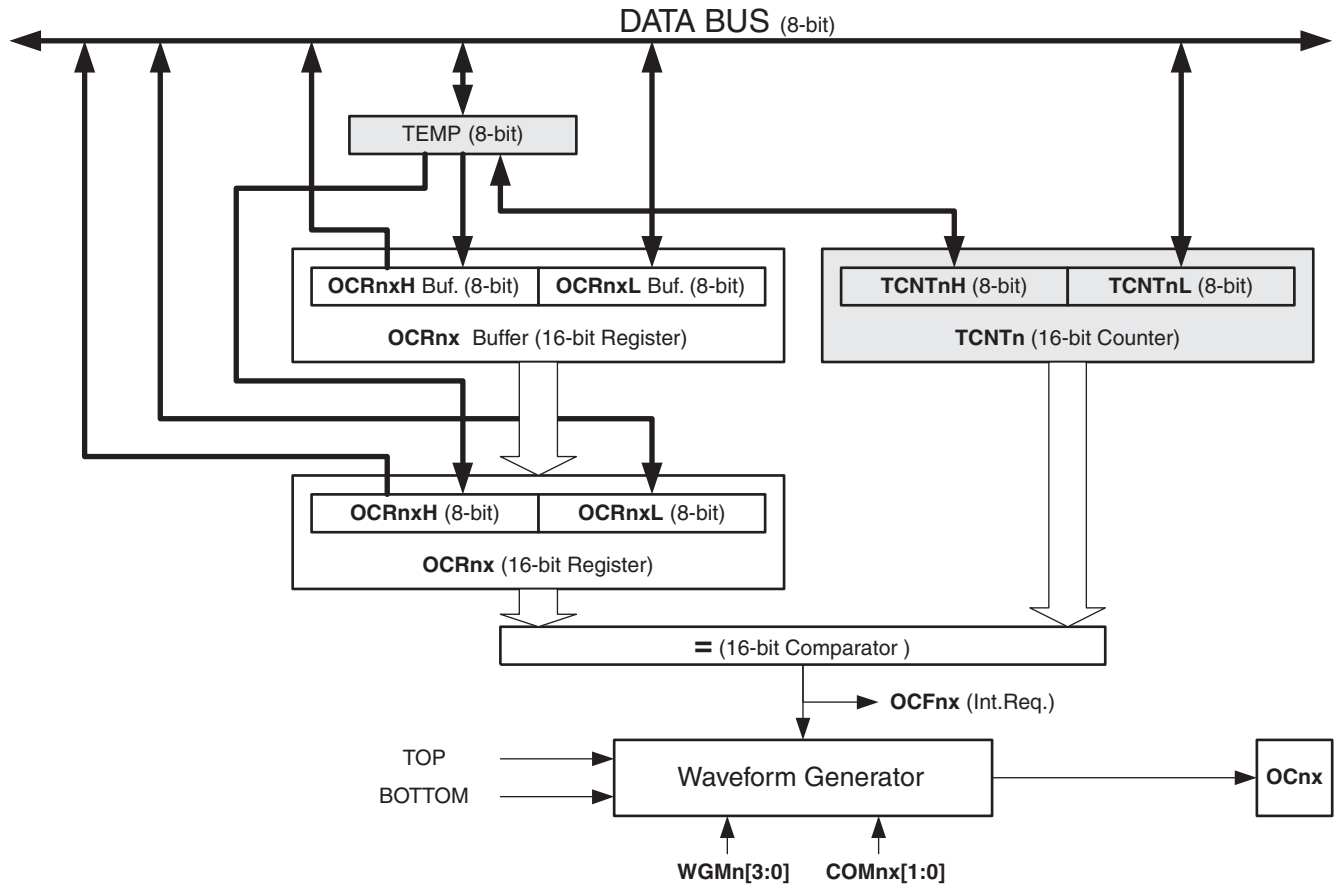 DATA BUS (8-bit)
TEMP (8-bit)
OCRnxH Buf. (8-bit)
OCRnxL Buf. (8-bit)
OCRnx Buffer (16-bit Register)
TCNTnH (8-bit)
TCNTnL (8-bit)
TCNTn (16-bit Counter)
OCRnxH (8-bit)
OCRnxL (8-bit)
OCRnx (16-bit Register)
= (16-bit Comparator )
OCFnx (Int.Req.)
TOP
BOTTOM
Waveform Generator
OCnx
WGMn[3:0]
COMnx[1:0]